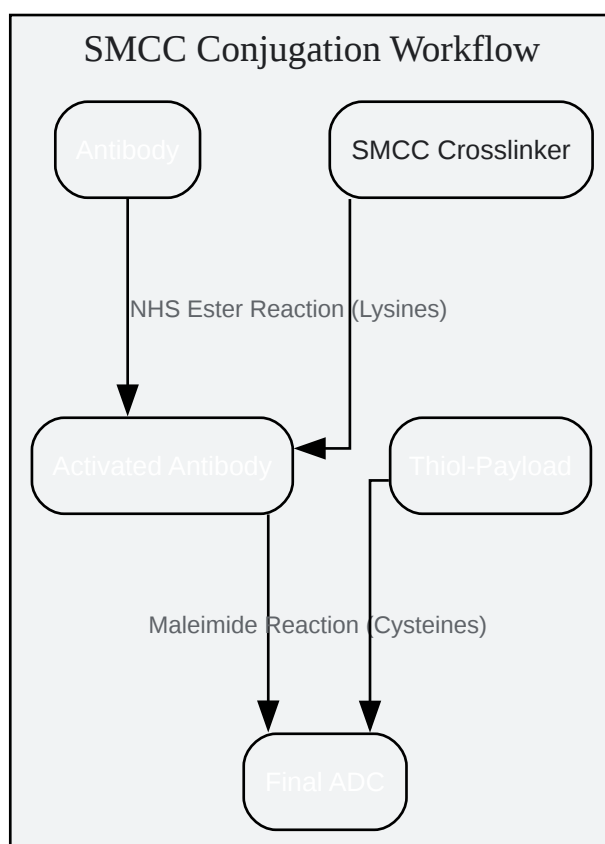 SMCC Conjugation Workflow
Antibody
SMCC Crosslinker
NHS Ester Reaction (Lysines)
Activated Antibody
Thiol-Payload
Maleimide Reaction (Cysteines)
Final ADC